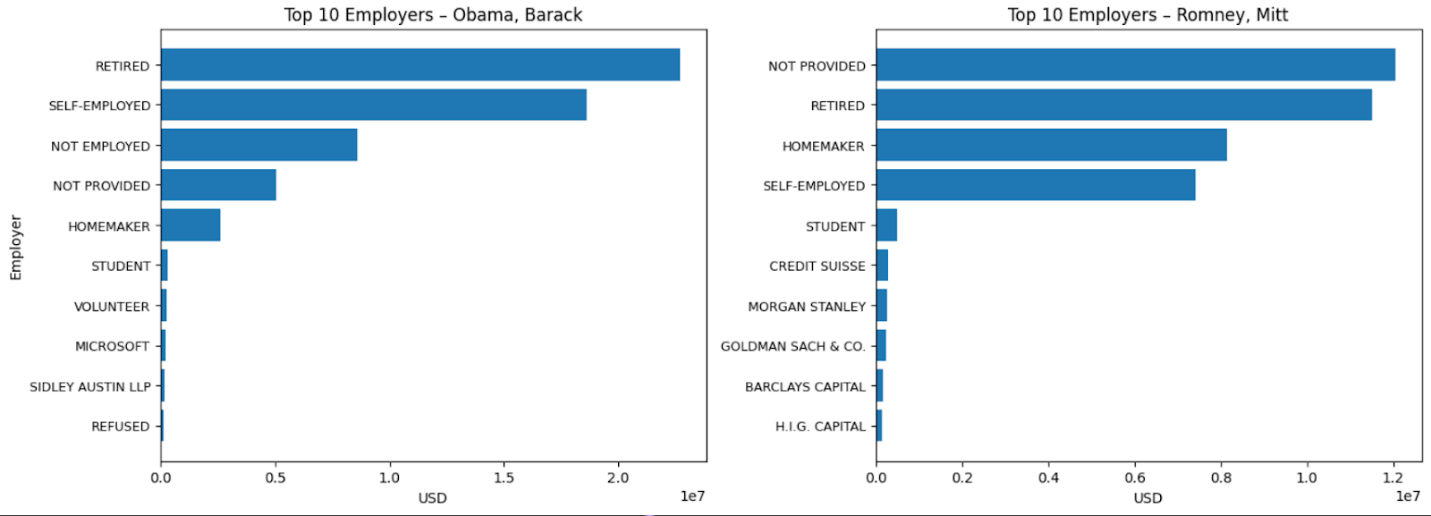 Top 10 Employers – Obama, Barack
Employer
RETIRED
SELF-EMPLOYED
NOT EMPLOYED
NOT PROVIDED
HOMEMAKER
STUDENT
VOLUNTEER
MICROSOFT
SIDLEY AUSTIN LLP
REFUSED
0.0 0.5 1.0 1.5 2.0
1e7
USD
Top 10 Employers – Romney, Mitt
NOT PROVIDED
RETIRED
HOMEMAKER
SELF-EMPLOYED
STUDENT
CREDIT SUISSE
MORGAN STANLEY
GOLDMAN SACH & CO.
BARCLAYS CAPITAL
H.I.G. CAPITAL
0.0 0.2 0.4 0.6 0.8 1.0 1.2
1e7
USD